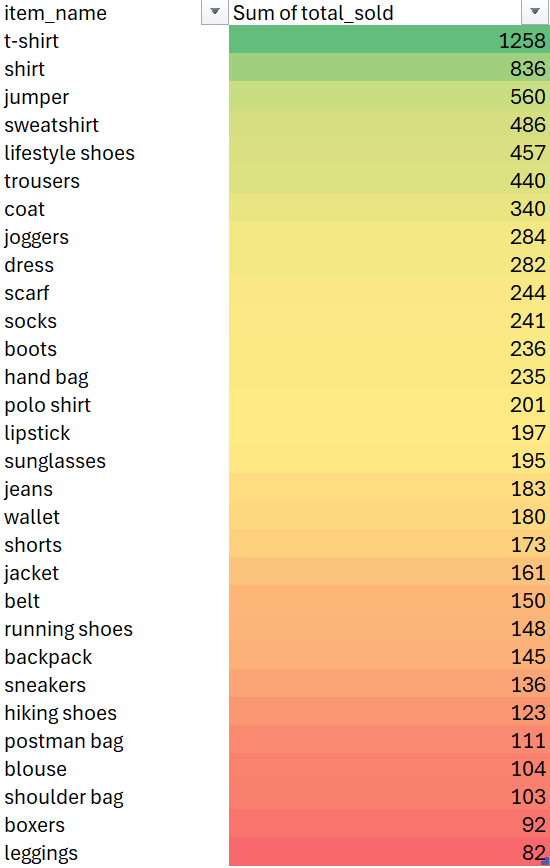 item_name Sum of total_sold
t-shirt 1258
shirt 836
jumper 560
sweatshirt 486
lifestyle shoes 457
trousers 440
coat 340
joggers 284
dress 282
scarf 244
socks 241
boots 236
hand bag 235
polo shirt 201
lipstick 197
sunglasses 195
jeans 183
wallet 180
shorts 173
jacket 161
belt 150
running shoes 148
backpack 145
sneakers 136
hiking shoes 123
postman bag 111
blouse 104
shoulder bag 103
boxers 92
leggings 82